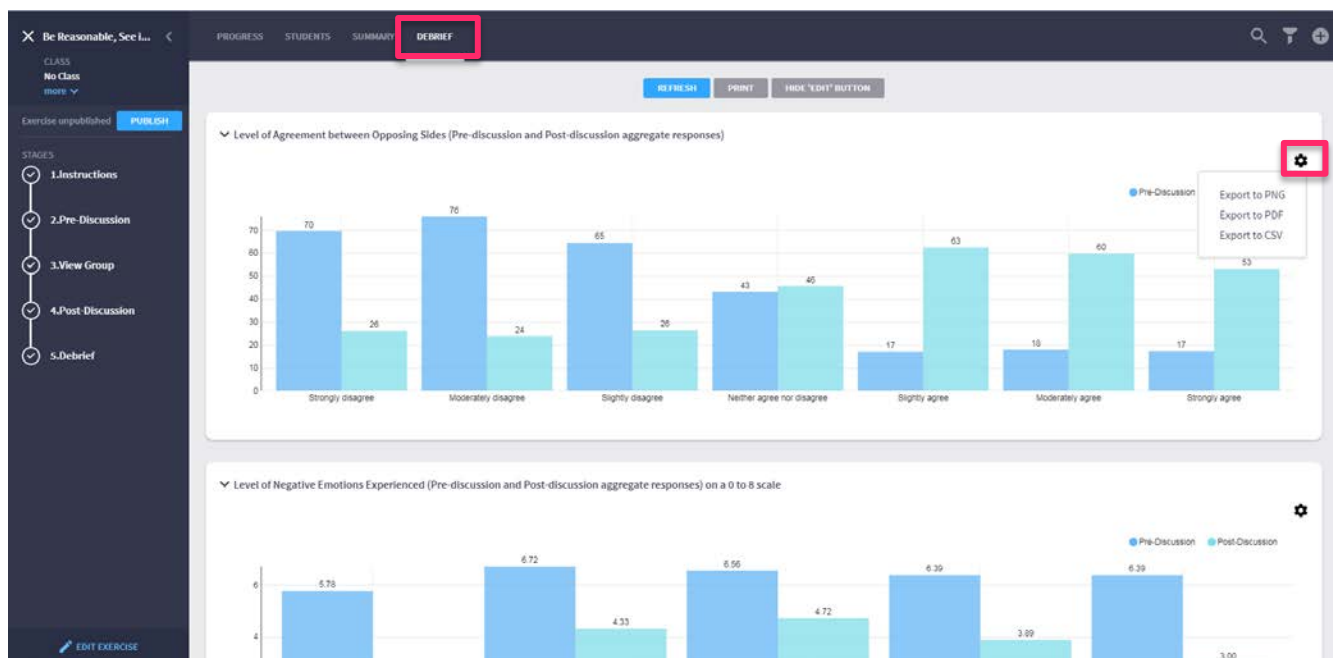 Be Reasonable, See i...
CLASS
No Class
more
Exercise unpublished PUBLISH
STAGES
1.Instructions
2.Pre-Discussion
3.View Group
4.Post-Discussion
5.Debrief
EDIT EXERCISE
PROGRESS STUDENTS SUMMARY DEBRIEF
REFRESH PRINT HIDE 'EDIT' BUTTON
Level of Agreement between Opposing Sides (Pre-discussion and Post-discussion aggregate responses)
Pre-Discussion
Export to PNG
Export to PDF
Export to CSV
70
60
50
40
30
20
10
0
70 26 76 24 65 26 43 46 17 63 18 60 17 53
Strongly disagree Moderately disagree Slightly disagree Neither agree nor disagree Slightly agree Moderately agree Strongly agree
Level of Negative Emotions Experienced (Pre-discussion and Post-discussion aggregate responses) on a 0 to 8 scale
Pre-Discussion Post-Discussion
6
4
5.78 6.72 4.33 6.56 4.72 6.39 3.89 6.39 3.00